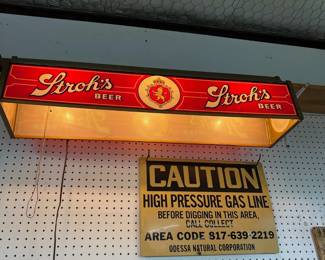 Stroh's Stroh's
BEER BEER
CAUTION
HIGH PRESSURE GAS LINE
BEFORE DIGGING IN THIS AREA,
CALL COLLECT
AREA CODE 817-639-2219
ODESSA NATURAL CORPORATION